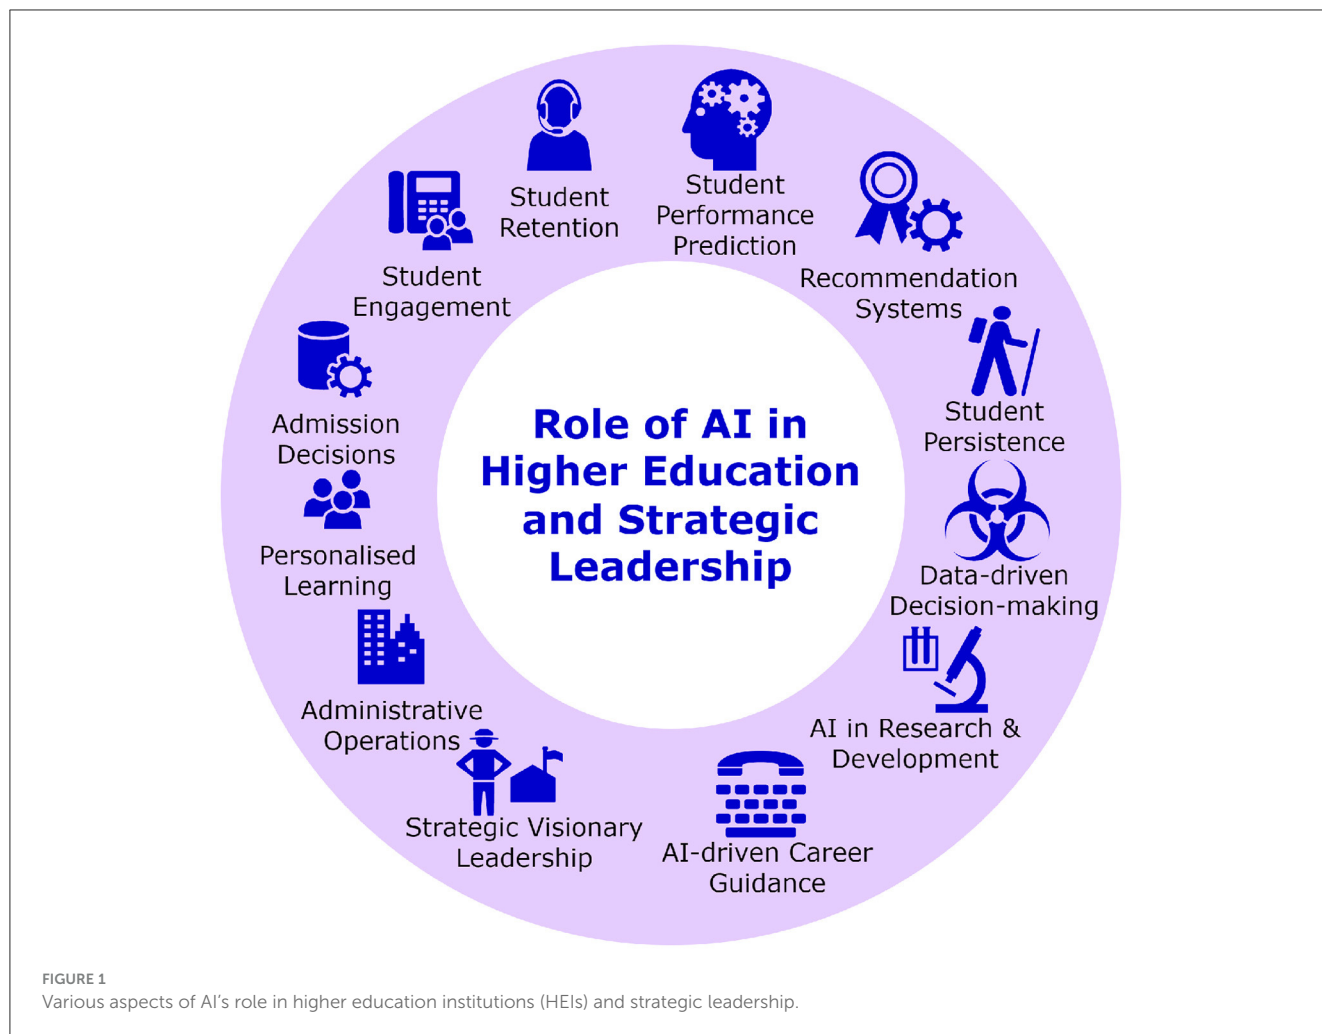 Student
Retention
Student
Performance
Prediction
Recommendation
Systems
Student
Persistence
Data-driven
Decision-making
AI in Research &
Development
AI-driven Career
Guidance
Strategic Visionary
Leadership
Administrative
Operations
Personalised
Learning
Admission
Decisions
Student
Engagement
Role of AI in
Higher Education
and Strategic
Leadership
FIGURE 1
Various aspects of AI's role in higher education institutions (HEIs) and strategic leadership.